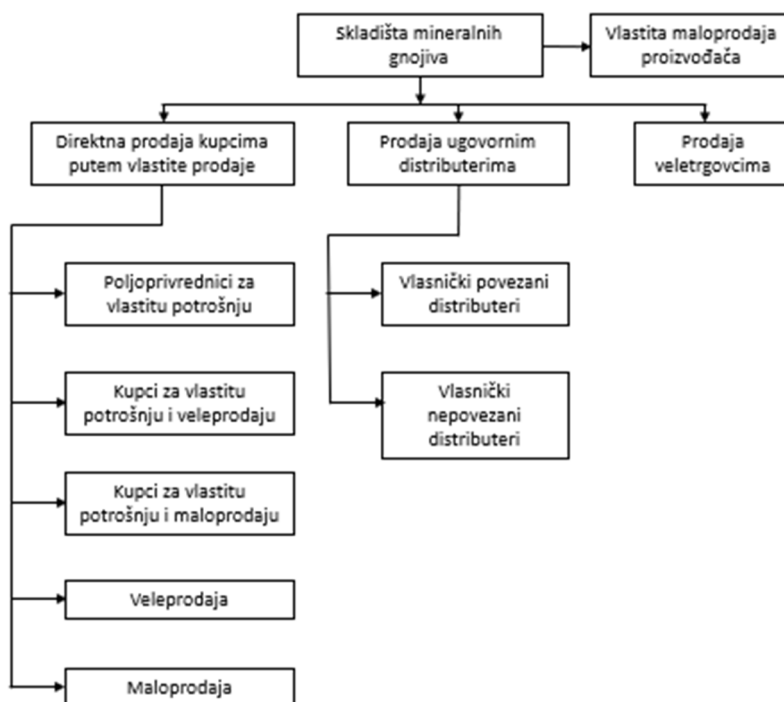 Skladišta mineralnih
gnojiva
Vlastita maloprodaja
proizvođača
Direktna prodaja kupcima
putem vlastite prodaje
Prodaja ugovornim
distributerima
Prodaja
veletrgovcima
Poljoprivrednici za
vlastitu potrošnju
Vlasnički povezani
distributeri
Kupci za vlastitu
potrošnju i veleprodaju
Vlasnički
nepovezani
distributeri
Kupci za vlastitu
potrošnju i maloprodaju
Veleprodaja
Maloprodaja